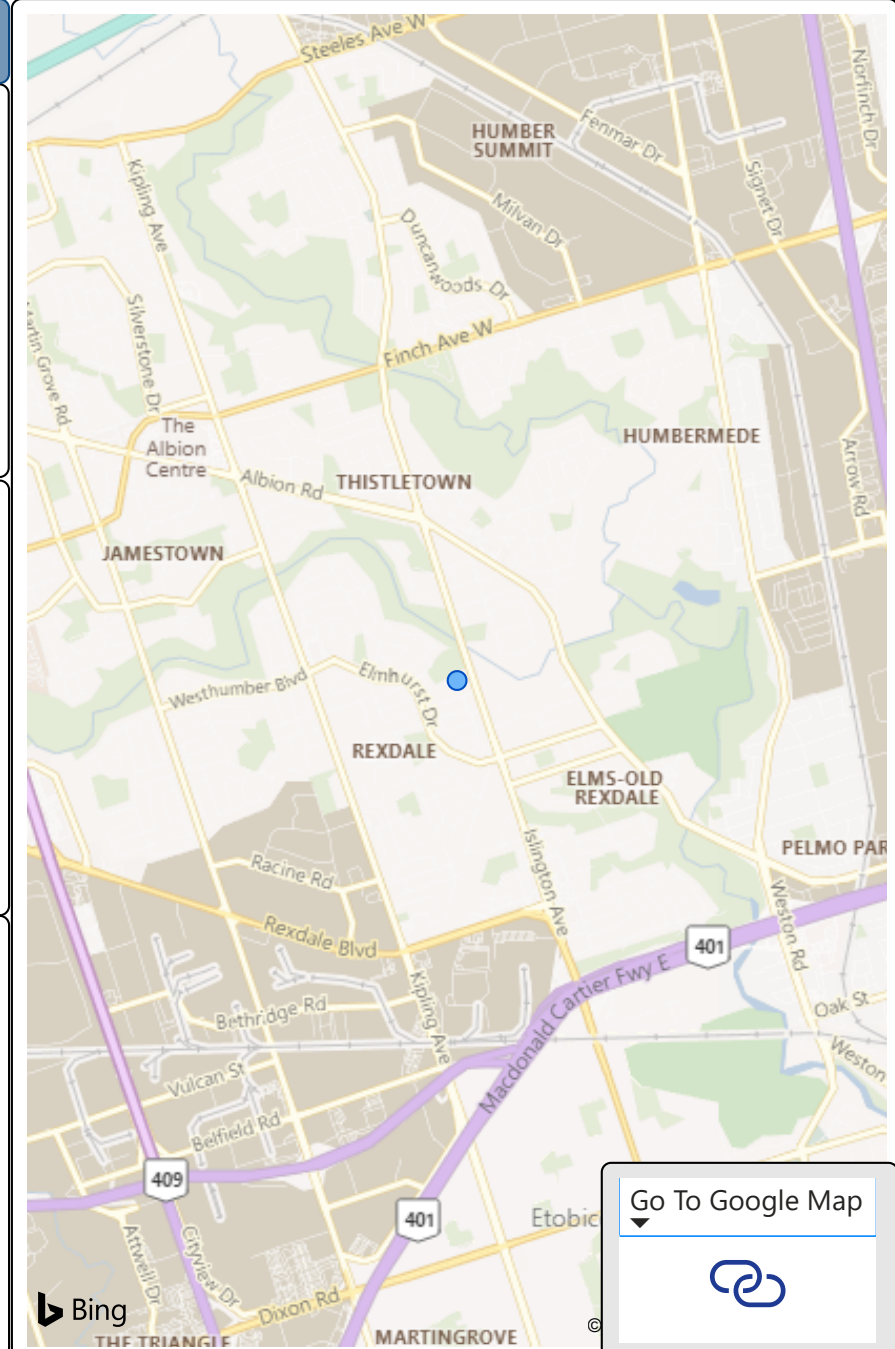 Steeles Ave W
Norfinch Dr
HUMBER
SUMMIT
Fenmar Dr
Kipling Ave
Signet Dr
Milvan Dr
Duncanwoods Dr
Silverstone Dr
Martin Grove Rd
Finch Ave W
The
Albion
Centre
HUMBERMEDE
Arrow Rd
Albion Rd
THISTLETOWN
JAMESTOWN
Westhumber Blvd
Elmhurst Dr
REXDALE
ELMS-OLD
REXDALE
Islington Ave
PELMO PAR
Racine Rd
Weston Rd
Rexdale Blvd
401
Macdonald Cartier Fwy E
Kipling Ave
Bethridge Rd
Oak St
Weston
Vulcan St
Belfield Rd
409
401
Etobic
Go To Google Map
Attwell Dr
Cityview Dr
Dixon Rd
Bing
©
THE TRIANGLE
MARTINGROVE